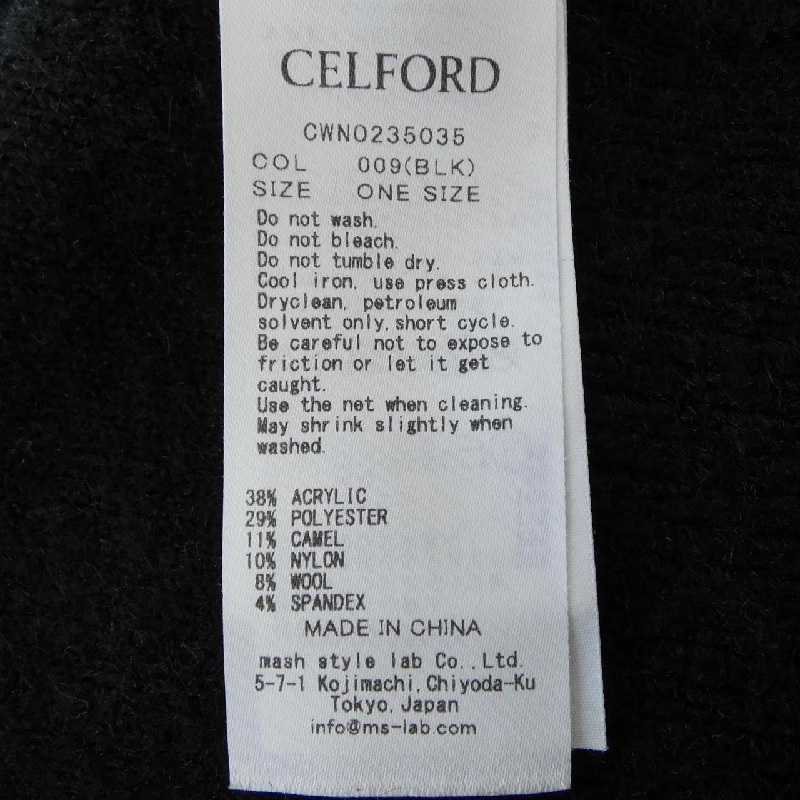 CELFORD
CWNO235035
COL 009(BLK)
SIZE ONE SIZE
Do not wash.
Do not bleach.
Do not tumble dry.
Cool iron, use press cloth.
Dryclean, petroleum
solvent only, short cycle.
Be careful not to expose to
friction or let it get
caught.
Use the net when cleaning.
May shrink slightly when
washed.
38% ACRYLIC
29% POLYESTER
11% CAMEL
10% NYLON
8% WOOL
4% SPANDEX
MADE IN CHINA
mash style lab Co.,Ltd.
5-7-1 Kojimachi,Chiyoda-Ku
Tokyo,Japan
info@ms-lab.com